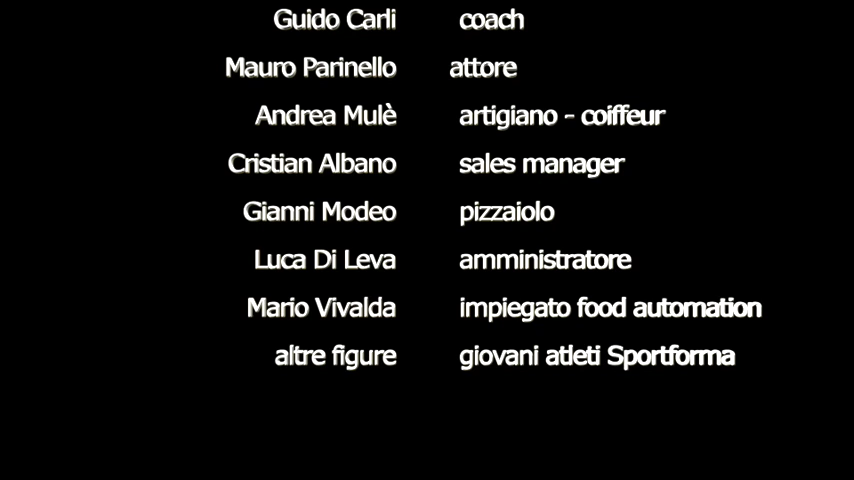 Guido Carli coach
Mauro Parinello attore
Andrea Mulè artigiano - coiffeur
Cristian Albano sales manager
Gianni Modeo pizzaiolo
Luca Di Leva amministratore
Mario Vivalda impiegato food automation
altre figure giovani atleti Sportforma